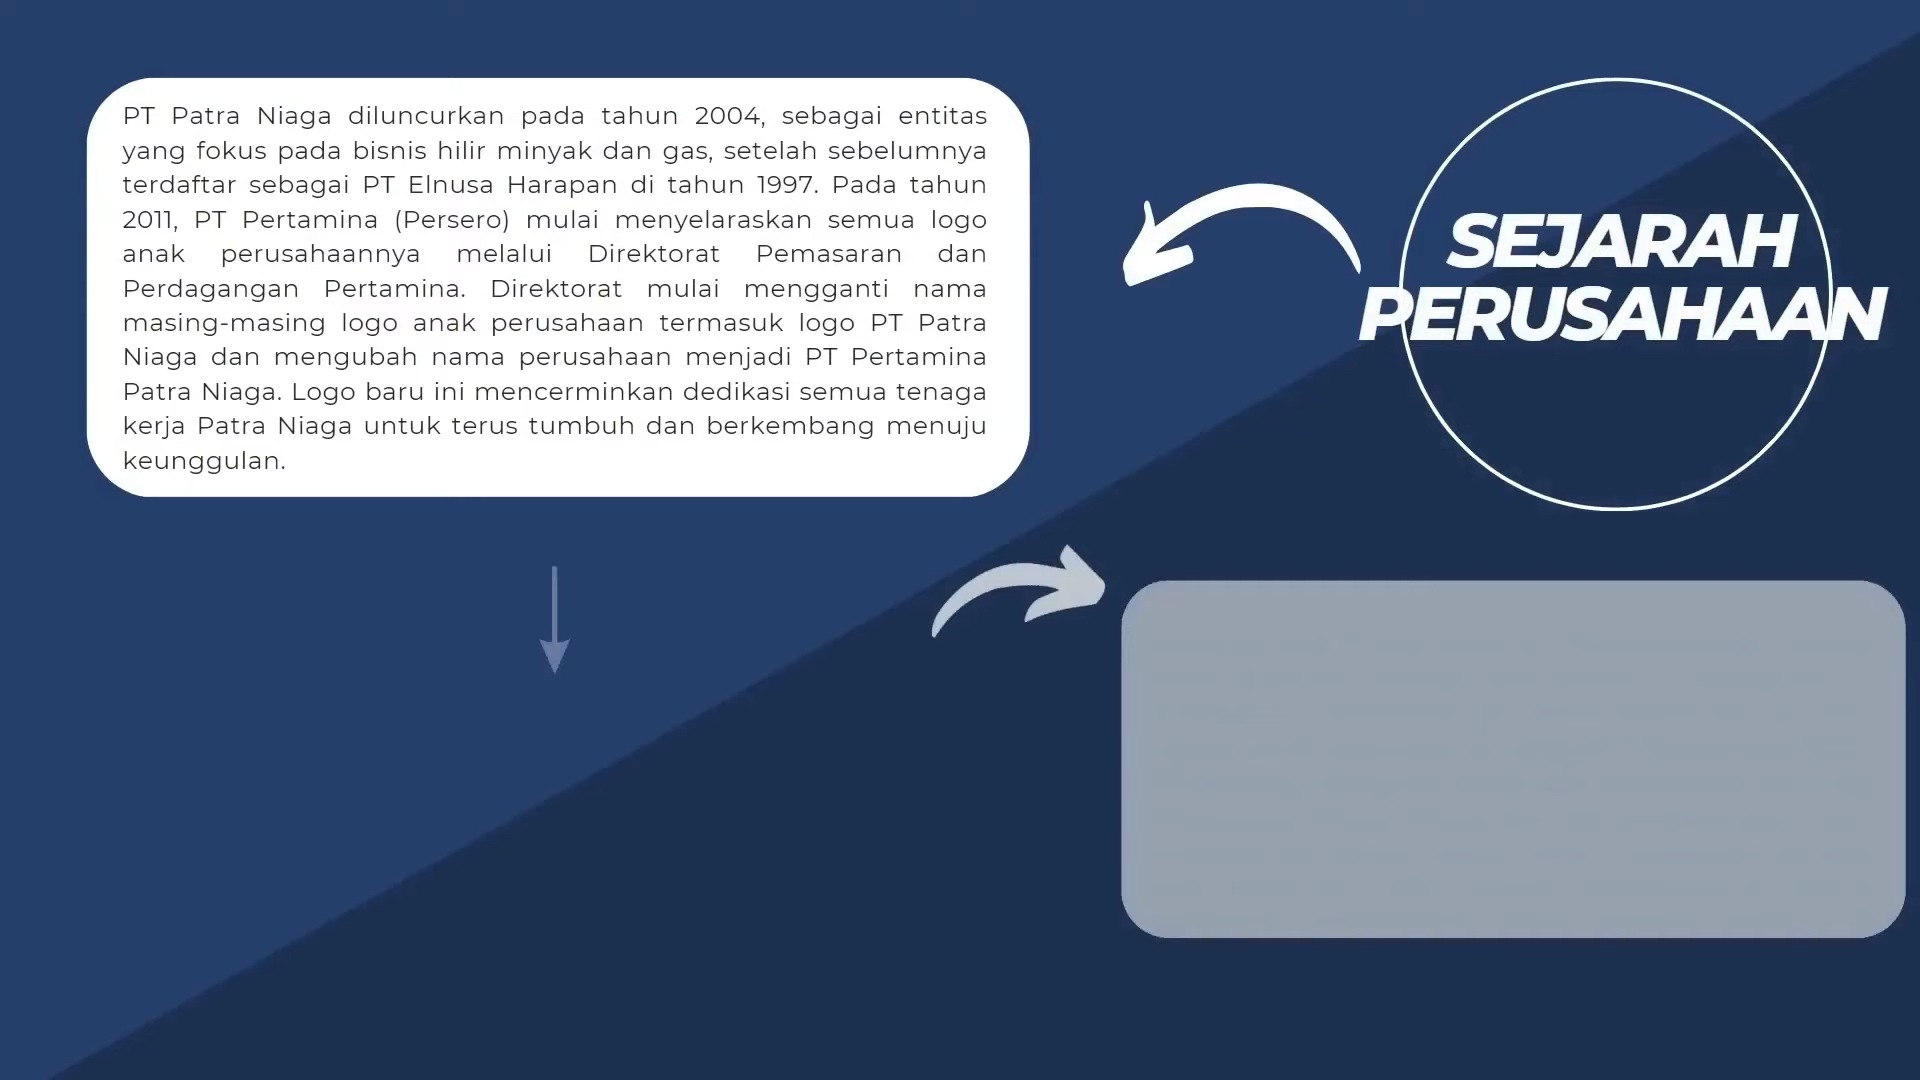 PT Patra Niaga diluncurkan pada tahun 2004, sebagai entitas
yang fokus pada bisnis hilir minyak dan gas, setelah sebelumnya
terdaftar sebagai PT Elnusa Harapan di tahun 1997. Pada tahun
2011, PT Pertamina (Persero) mulai menyelaraskan semua logo
anak perusahaannya melalui Direktorat Pemasaran dan
Perdagangan Pertamina. Direktorat mulai mengganti nama
masing-masing logo anak perusahaan termasuk logo PT Patra
Niaga dan mengubah nama perusahaan menjadi PT Pertamina
Patra Niaga. Logo baru ini mencerminkan dedikasi semua tenaga
kerja Patra Niaga untuk terus tumbuh dan berkembang menuju
keunggulan.
SEJARAH
PERUSAHAAN